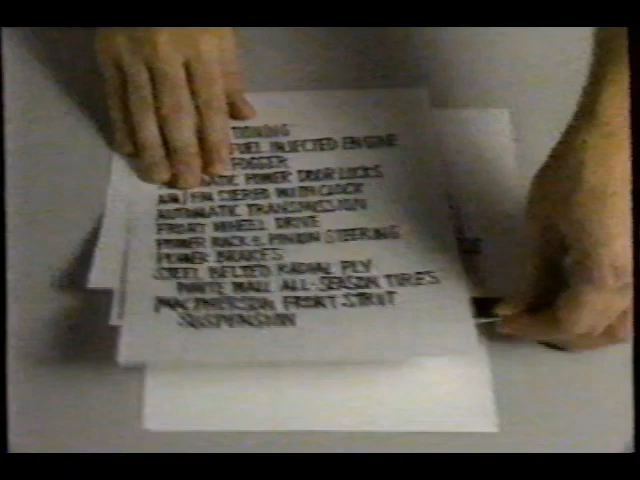 FUEL INJECTED ENGINE
POWER DOOR LOCKS
AM/FM STEREO WITH CLOCK
AUTOMATIC TRANSMISSION
FRONT WHEEL DRIVE
POWER RACK & PINION STEERING
POWER BRAKES
STEEL BELTED RADIAL PLY
WHITE WALL ALL-SEASON TIRES
MACPHERSON FRONT STRUT
SUSPENSION